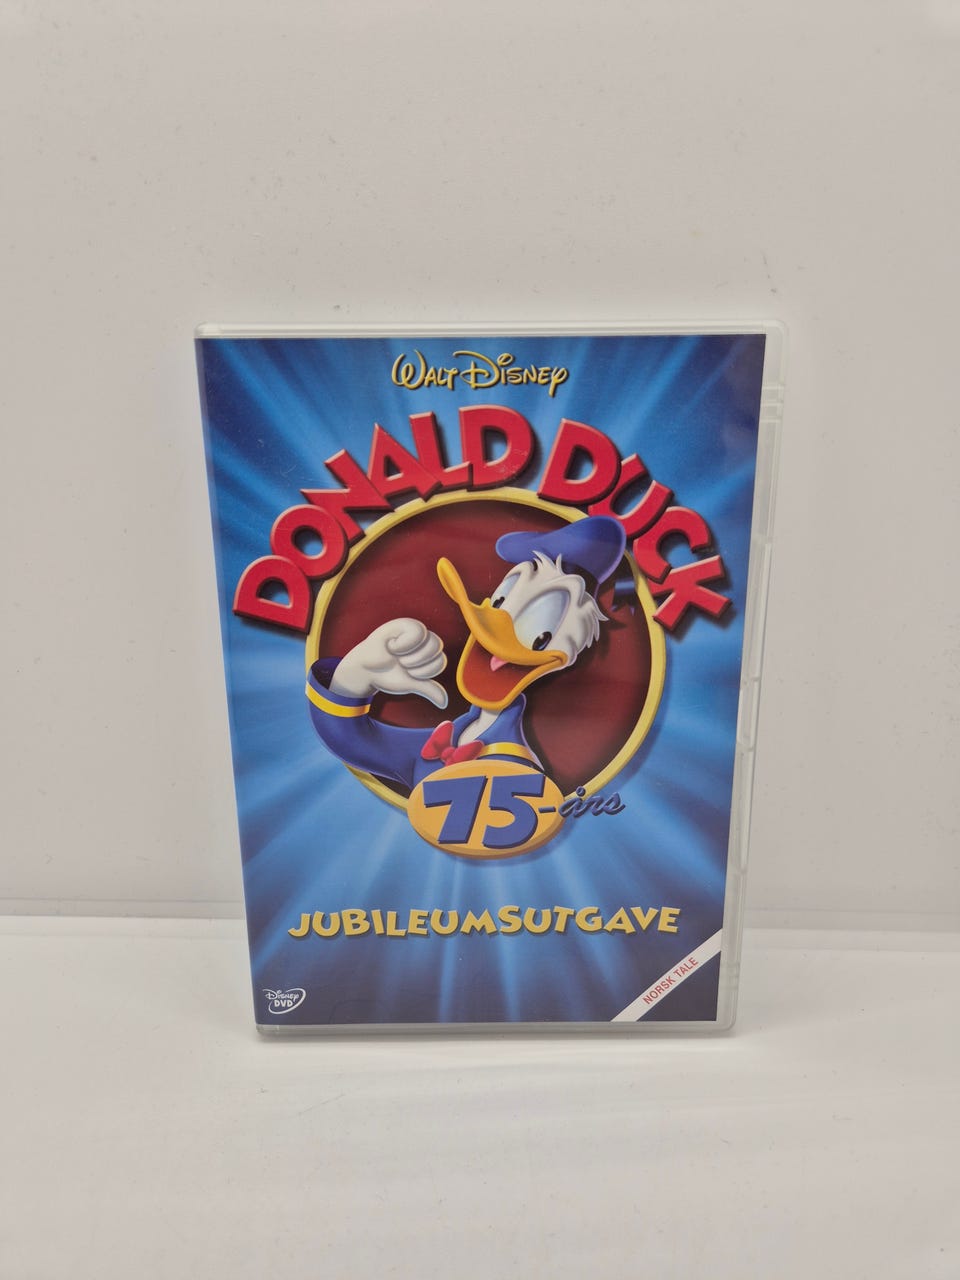 WALT DISNEY
DONALD DUCK
75-års
JUBILEUMSUTGAVE
DISNEY
DVD
NORSK TALE